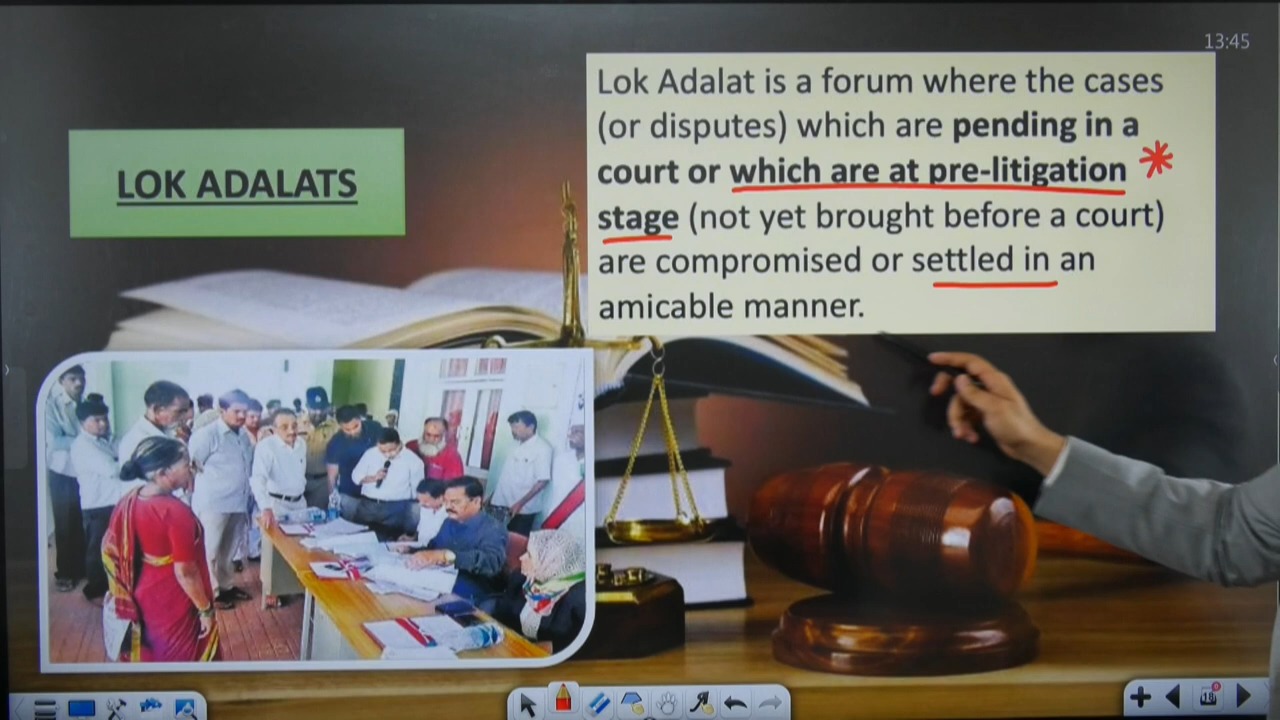 13:45
LOK ADALATS
Lok Adalat is a forum where the cases
(or disputes) which are pending in a
court or which are at pre-litigation
stage (not yet brought before a court)
are compromised or settled in an
amicable manner.
18